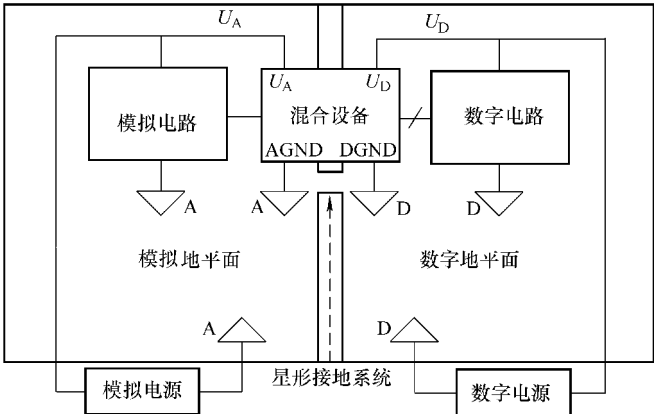 U_A
U_D
U_A
U_D
模拟电路
混合设备
数字电路
AGND
DGND
A
A
D
D
模拟地平面
数字地平面
A
D
星形接地系统
模拟电源
数字电源